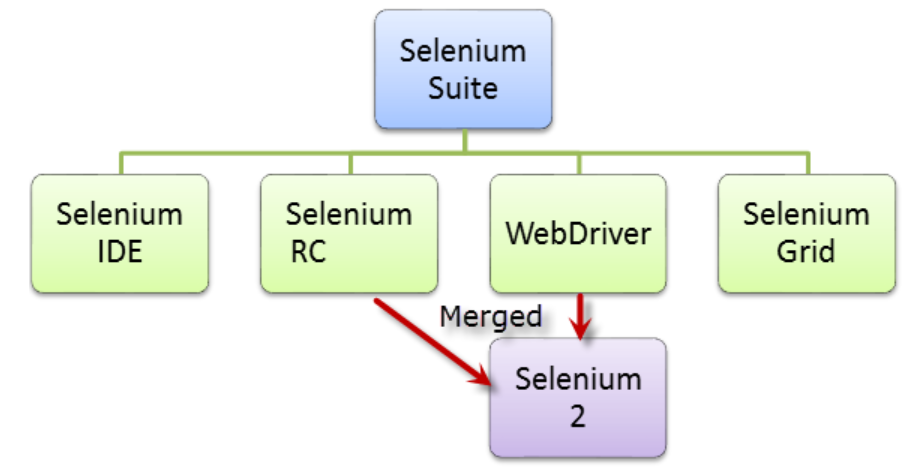 Selenium
Suite
Selenium
IDE
Selenium
RC
WebDriver
Selenium
Grid
Merged
Selenium
2